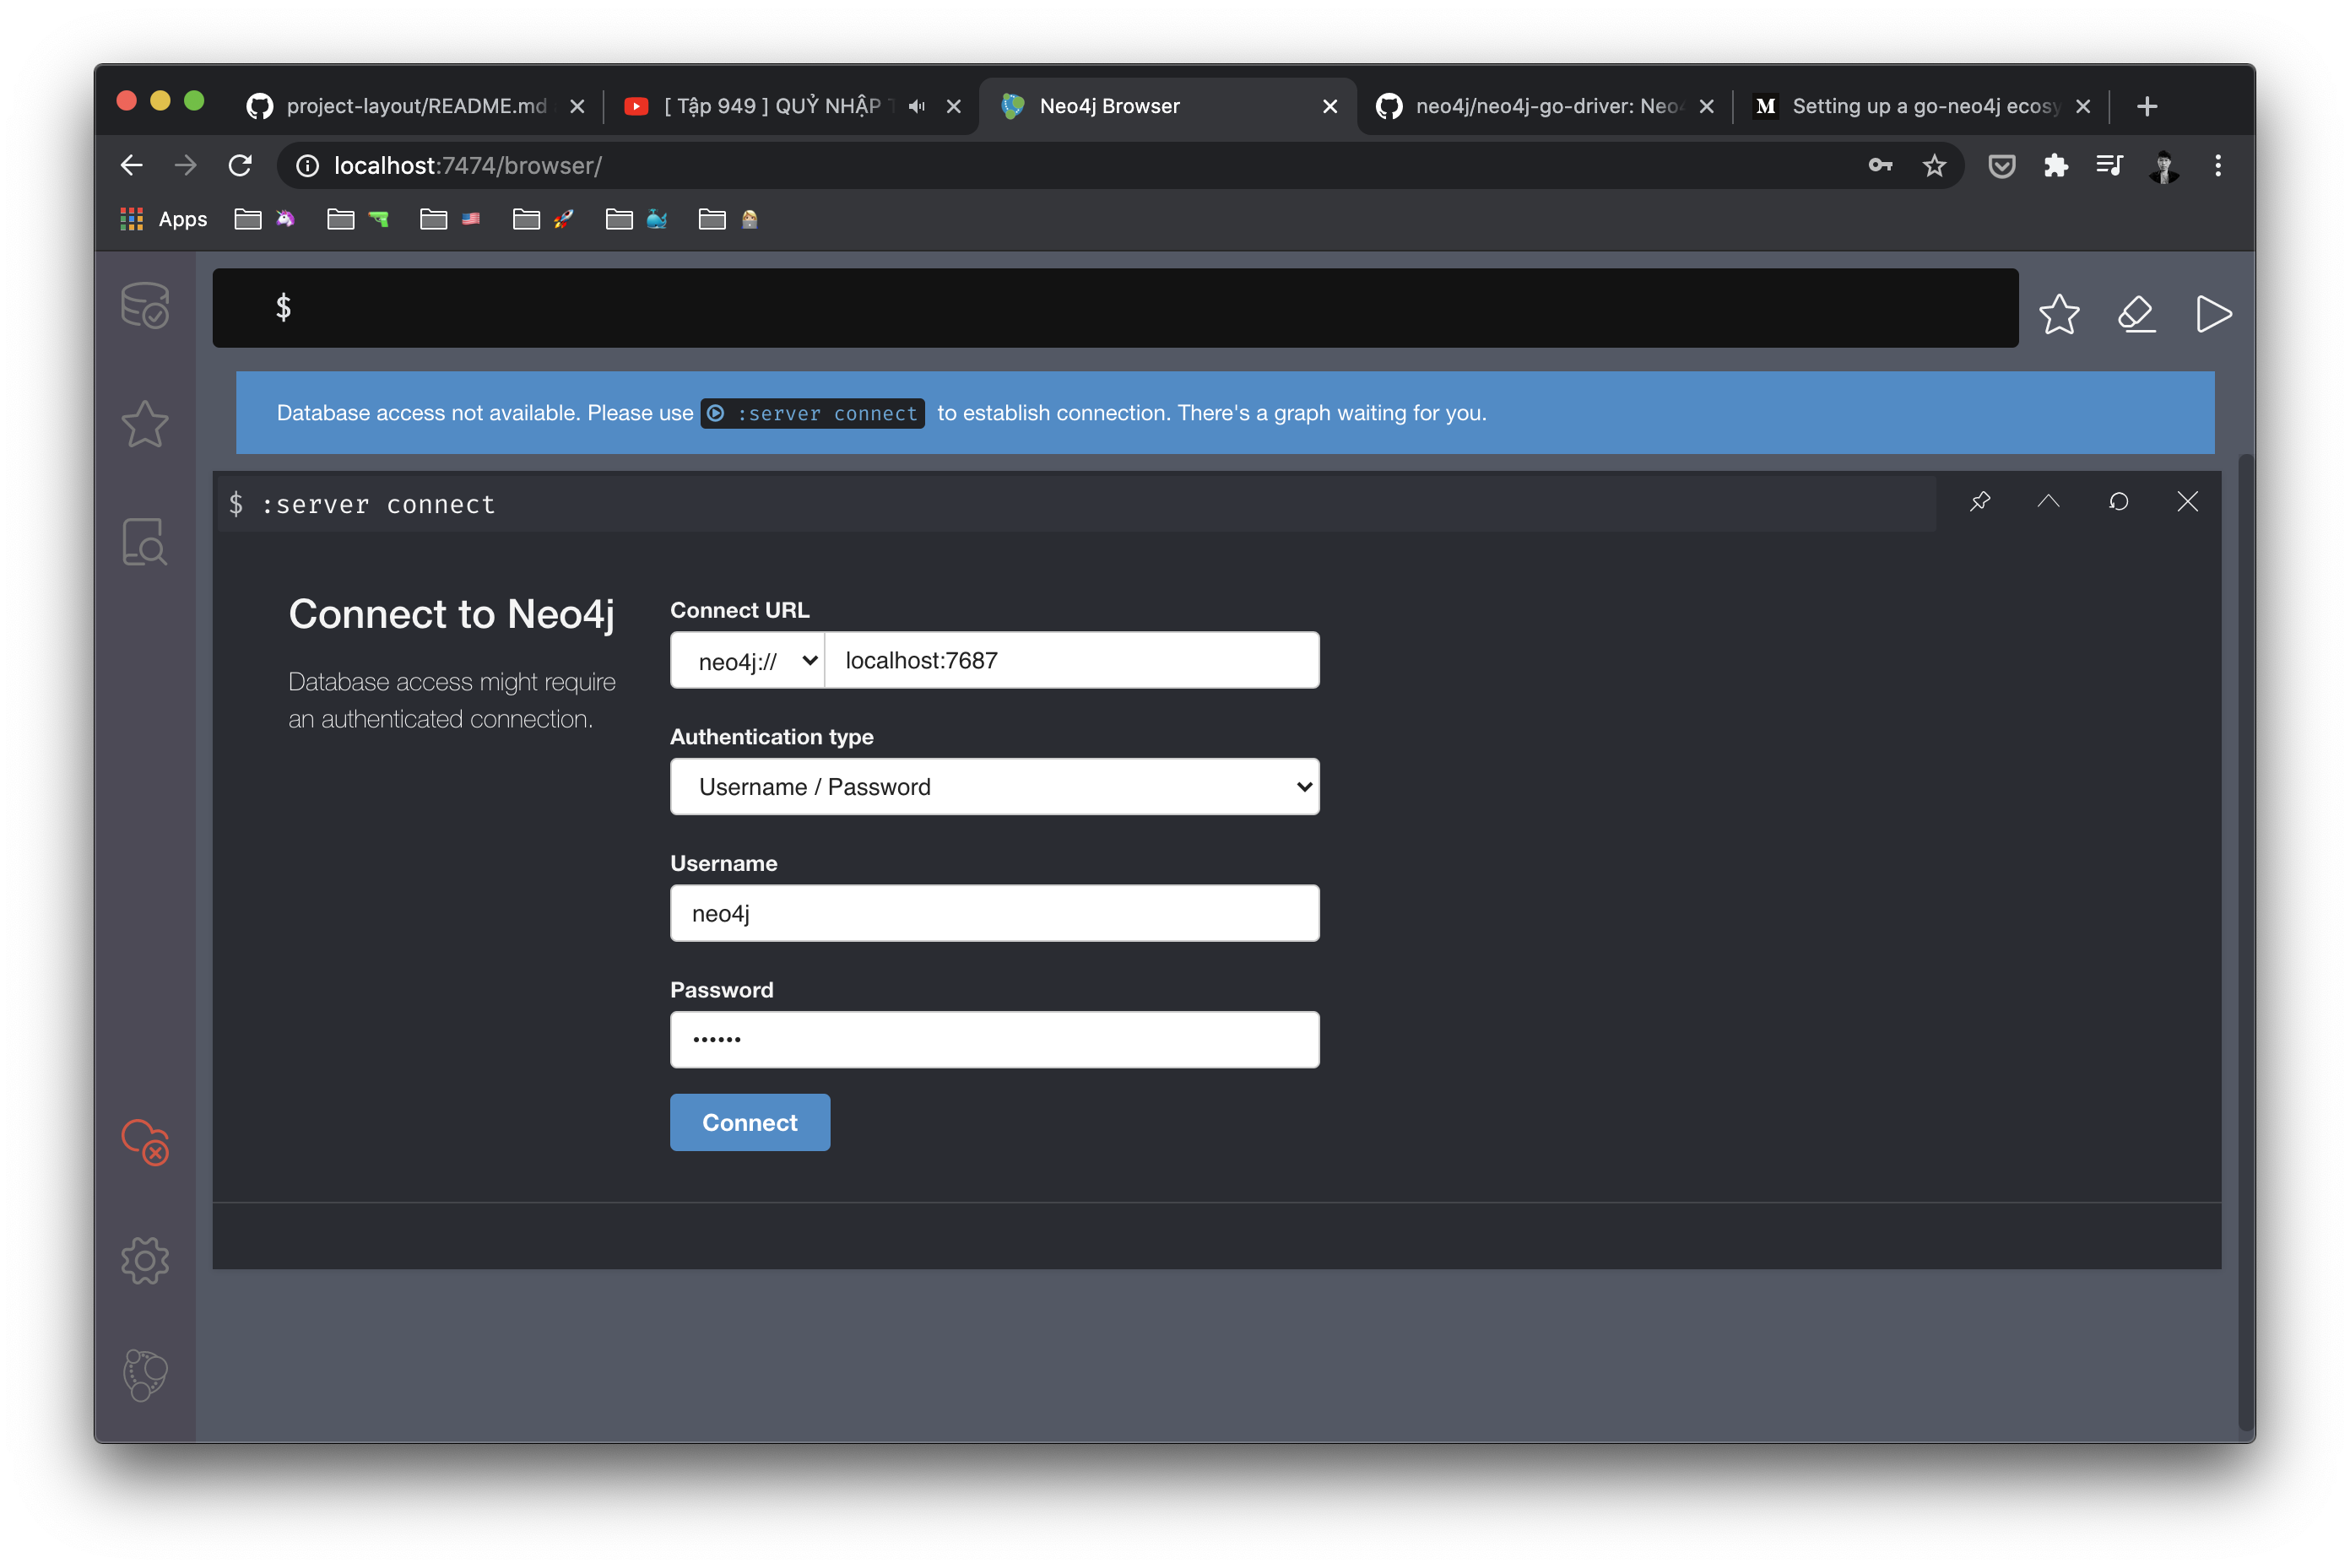 project-layout/README.md
[ Tập 949 ] QUỶ NHẬP T
Neo4j Browser
neo4j/neo4j-go-driver: Neo4
Setting up a go-neo4j ecosy
localhost:7474/browser/
Apps
$
Database access not available. Please use :server connect to establish connection. There's a graph waiting for you.
$ :server connect
Connect to Neo4j
Database access might require
an authenticated connection.
Connect URL
neo4j://
localhost:7687
Authentication type
Username / Password
Username
neo4j
Password
••••••
Connect